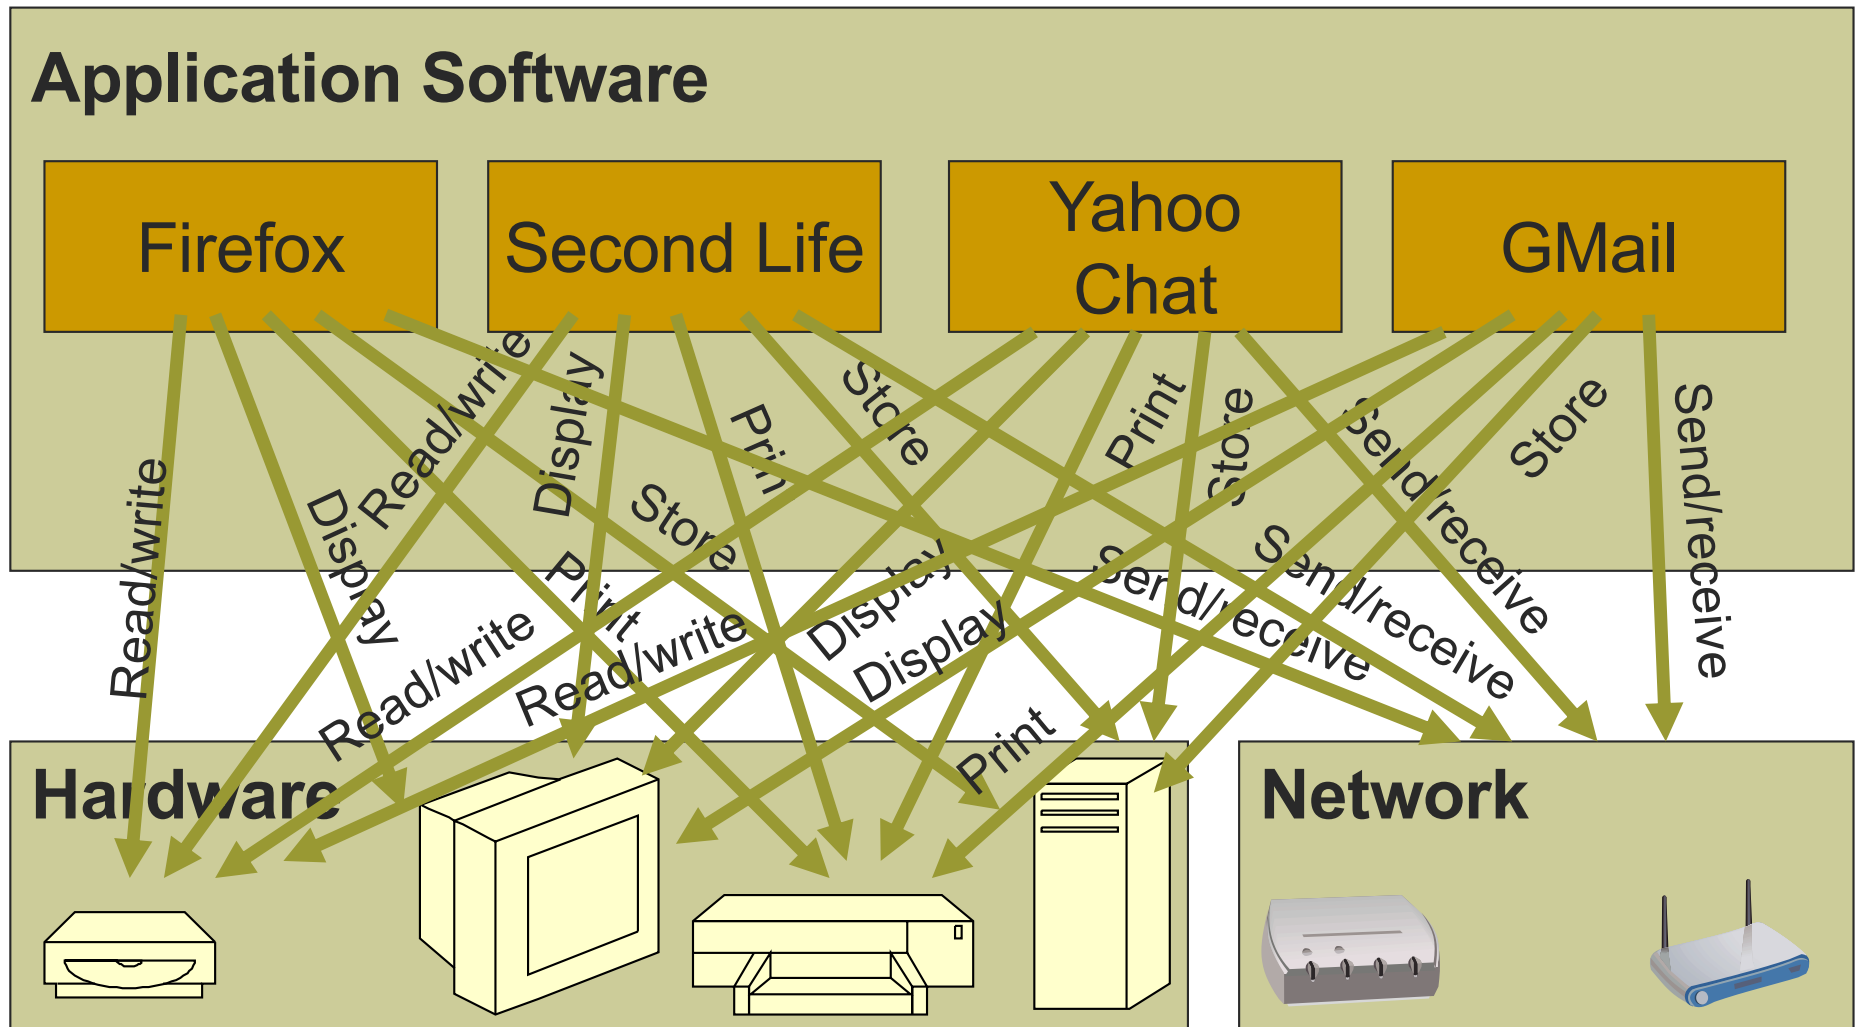 Application Software
Firefox
Second Life
Yahoo
Chat
GMail
Read/write
Display
Print
Store
Send/receive
Read/write
Display
Prin
Store
Send/receive
Read/write
Display
Print
Store
Send/receive
Read/write
Display
Print
Store
Send/receive
Hardware
Network